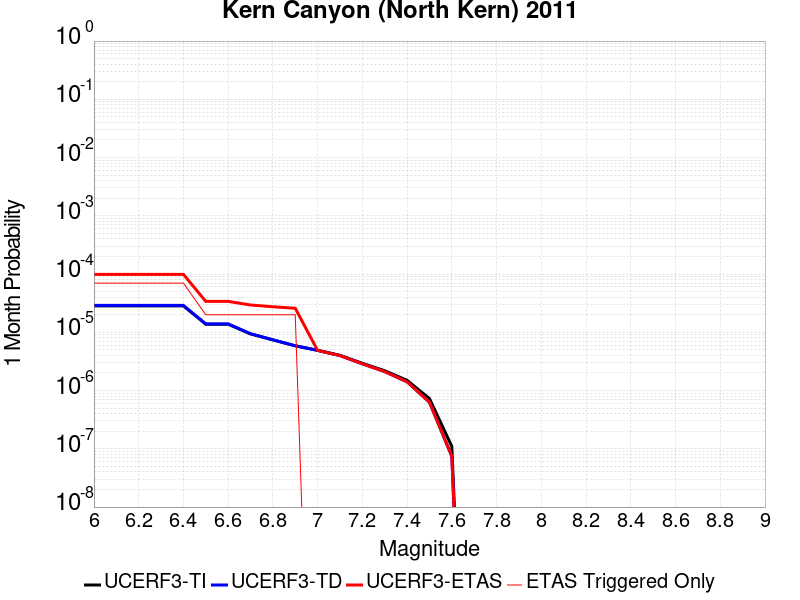 Kern Canyon (North Kern) 2011
10^0
10^-1
10^-2
10^-3
10^-4
10^-5
10^-6
10^-7
10^-8
1 Month Probability
6 6.2 6.4 6.6 6.8 7 7.2 7.4 7.6 7.8 8 8.2 8.4 8.6 8.8 9
Magnitude
UCERF3-TI UCERF3-TD UCERF3-ETAS ETAS Triggered Only